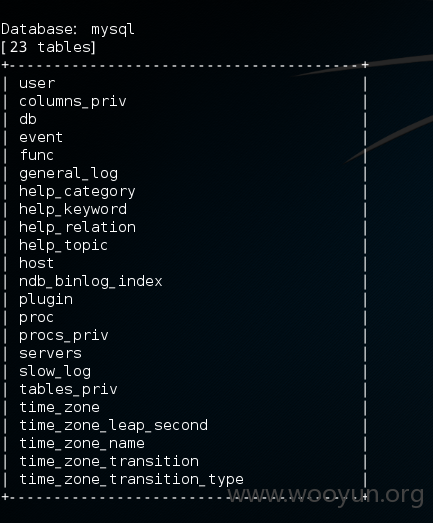 Database: mysql
[23 tables]
+---------------------------------------+
| user |
| columns_priv |
| db |
| event |
| func |
| general_log |
| help_category |
| help_keyword |
| help_relation |
| help_topic |
| host |
| ndb_binlog_index |
| plugin |
| proc |
| procs_priv |
| servers |
| slow_log |
| tables_priv |
| time_zone |
| time_zone_leap_second |
| time_zone_name |
| time_zone_transition |
| time_zone_transition_type |
+---------------------------------------+
www.wooyun.org